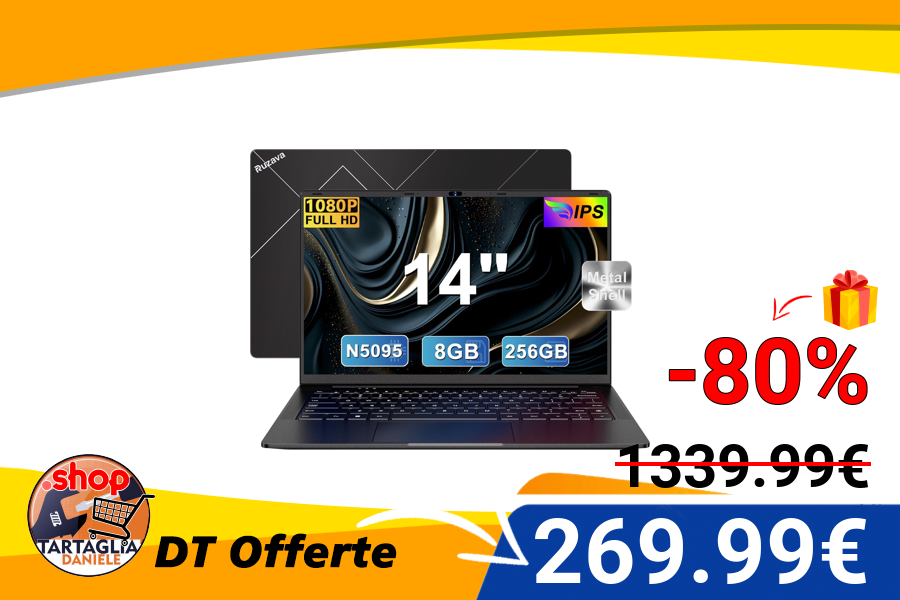 Ruzava
1080P
FULL HD
IPS
14"
Metal
Shell
N5095
8GB
256GB
-80%
1339.99€
269.99€
.shop
TARTAGLIA
DANIELE
DT Offerte